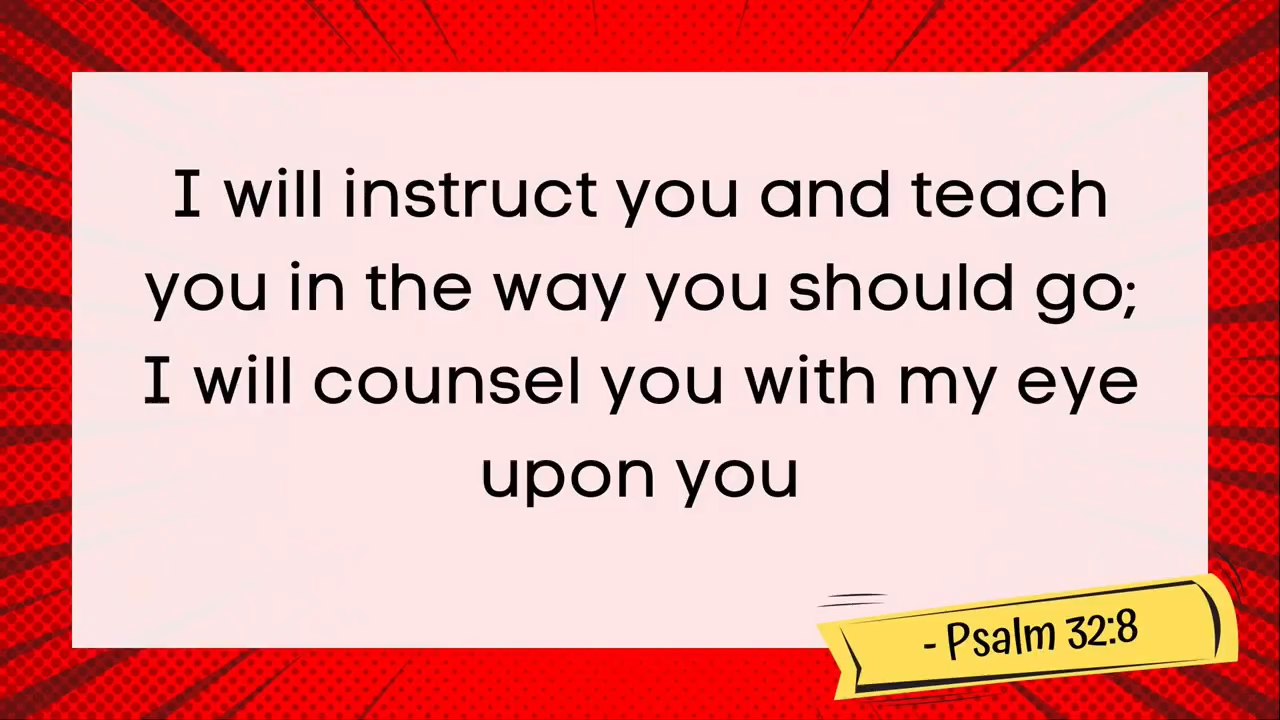 I will instruct you and teach
you in the way you should go;
I will counsel you with my eye
upon you
- Psalm 32:8